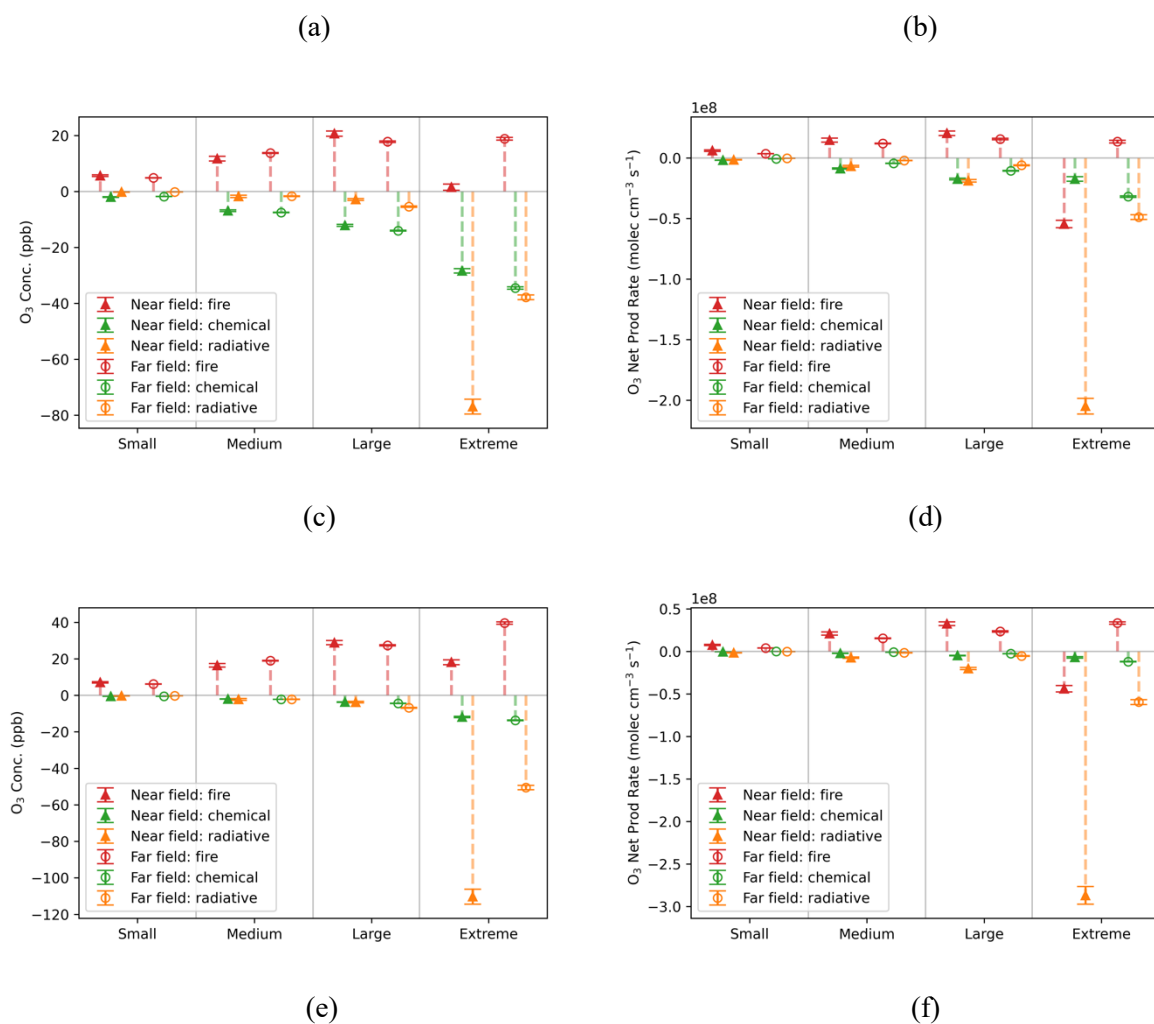 (a)
(b)
20
0
−20
−40
−60
−80
O₃ Conc. (ppb)
Near field: fire
Near field: chemical
Near field: radiative
Far field: fire
Far field: chemical
Far field: radiative
Small Medium Large Extreme
1e8
0.0
−0.5
−1.0
−1.5
−2.0
O₃ Net Prod Rate (molec cm⁻³ s⁻¹)
Near field: fire
Near field: chemical
Near field: radiative
Far field: fire
Far field: chemical
Far field: radiative
Small Medium Large Extreme
(c)
(d)
40
20
0
−20
−40
−60
−80
−100
−120
O₃ Conc. (ppb)
Near field: fire
Near field: chemical
Near field: radiative
Far field: fire
Far field: chemical
Far field: radiative
Small Medium Large Extreme
1e8
0.5
0.0
−0.5
−1.0
−1.5
−2.0
−2.5
−3.0
O₃ Net Prod Rate (molec cm⁻³ s⁻¹)
Near field: fire
Near field: chemical
Near field: radiative
Far field: fire
Far field: chemical
Far field: radiative
Small Medium Large Extreme
(e)
(f)